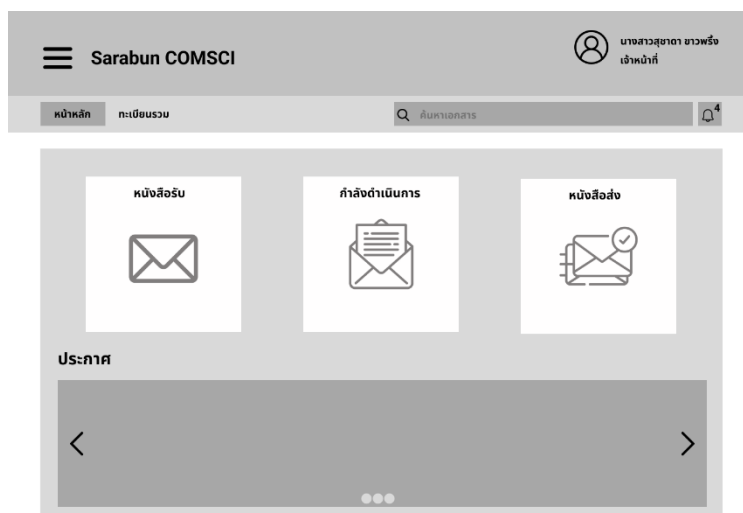 Sarabun COMSCI
นางสาวสุชาดา ขาวพริ้ง
เจ้าหน้าที่
หน้าหลัก
ทะเบียนรวม
ค้นหาเอกสาร
4
หนังสือรับ
กำลังดำเนินการ
หนังสือส่ง
ประกาศ